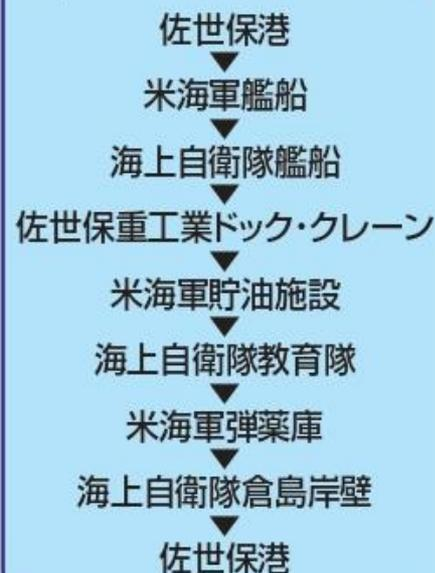 佐世保港
▼
米海軍艦船
▼
海上自衛隊艦船
▼
佐世保重工業ドック・クレーン
▼
米海軍貯油施設
▼
海上自衛隊教育隊
▼
米海軍弾薬庫
▼
海上自衛隊倉島岸壁
▼
佐世保港